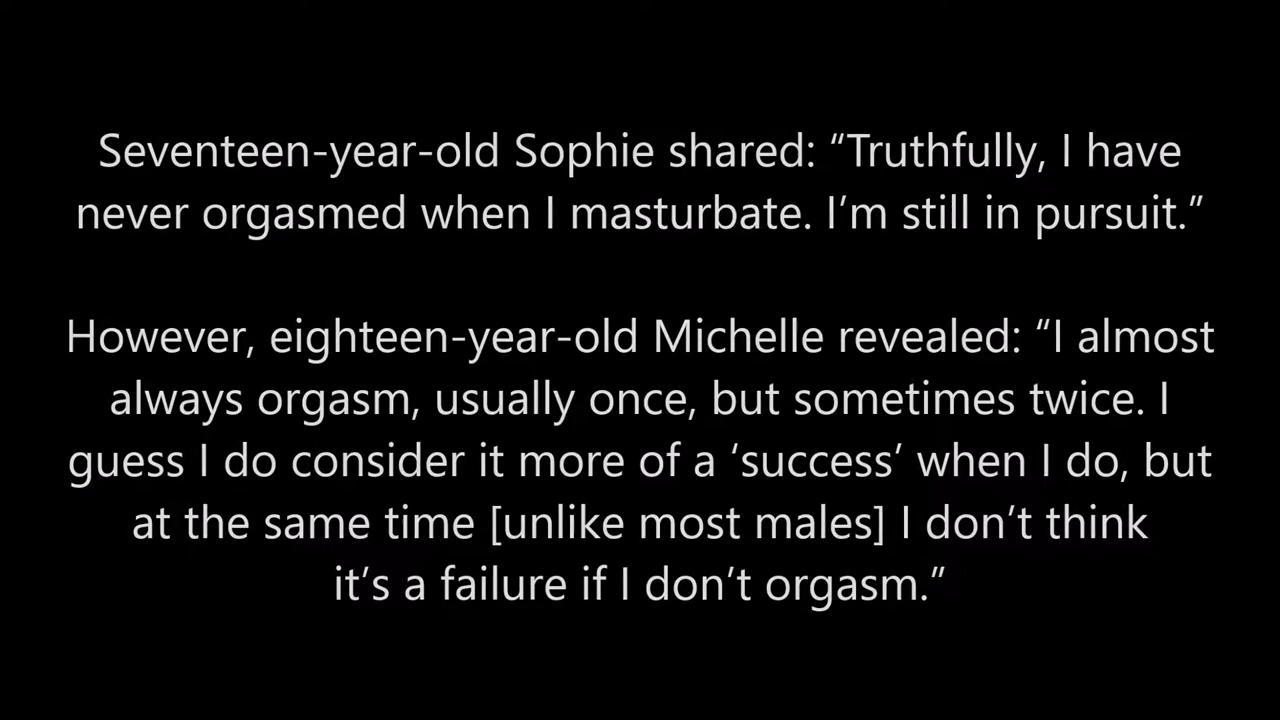 Seventeen-year-old Sophie shared: “Truthfully, I have
never orgasmed when I masturbate. I’m still in pursuit.”
However, eighteen-year-old Michelle revealed: “I almost
always orgasm, usually once, but sometimes twice. I
guess I do consider it more of a ‘success’ when I do, but
at the same time [unlike most males] I don’t think
it’s a failure if I don’t orgasm.”